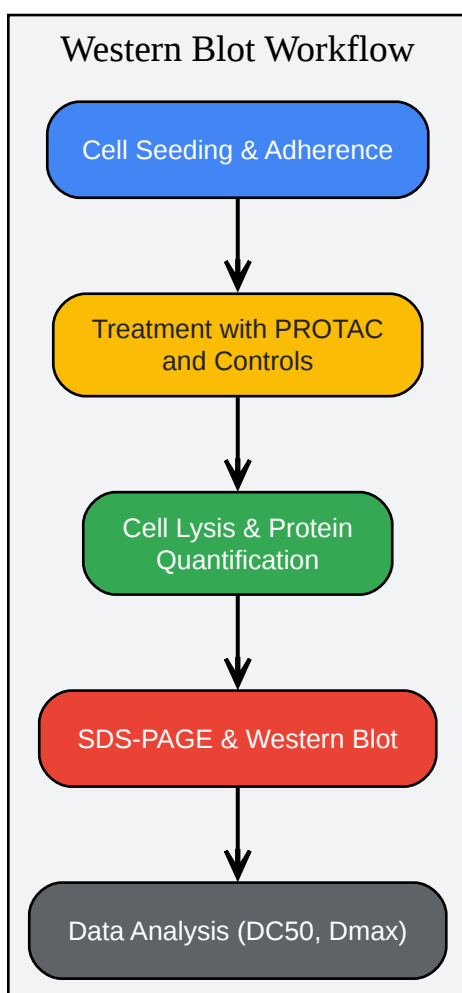 Western Blot Workflow
Cell Seeding & Adherence
Treatment with PROTAC
and Controls
Cell Lysis & Protein
Quantification
SDS-PAGE & Western Blot
Data Analysis (DC50, Dmax)